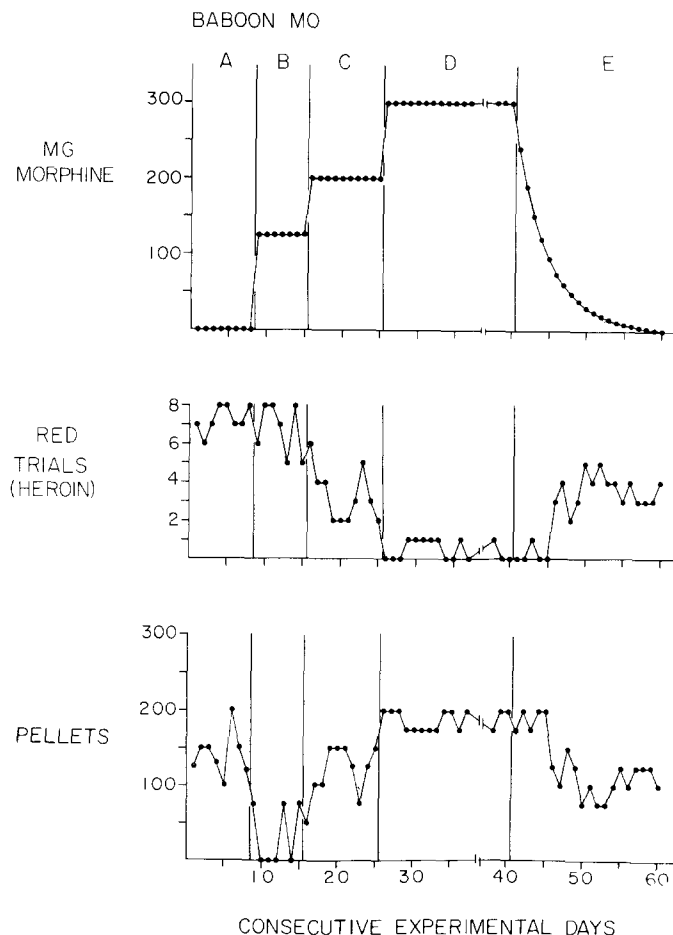 BABOON MO
A B C D E
300
200
100
MG
MORPHINE
8
6
4
2
RED
TRIALS
(HEROIN)
300
200
100
PELLETS
10 20 30 40 50 60
CONSECUTIVE EXPERIMENTAL DAYS